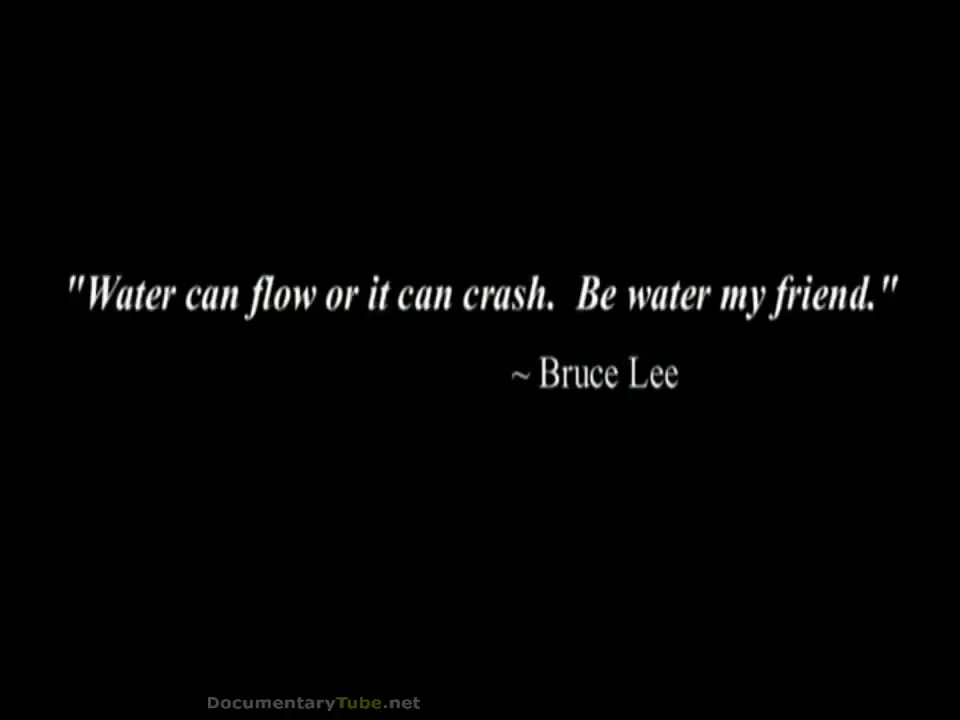 "Water can flow or it can crash.  Be water my friend."
~ Bruce Lee
DocumentaryTube.net